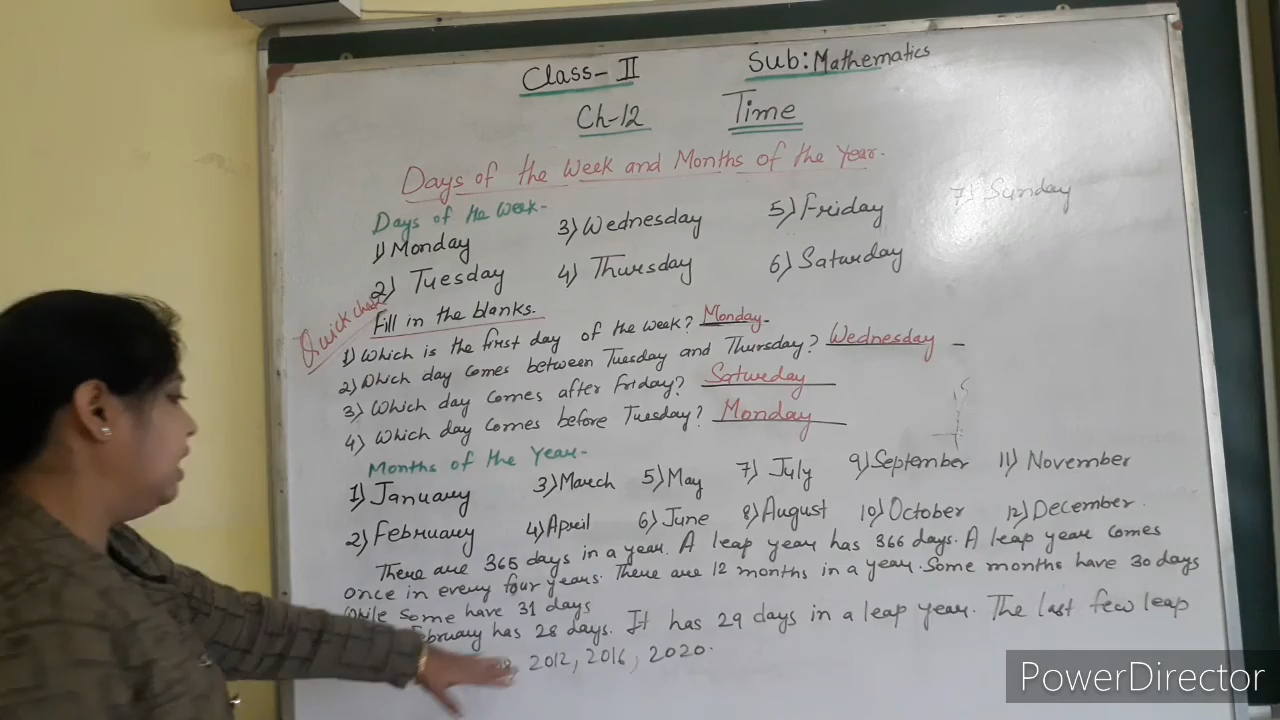 Class-II Sub: Mathematics
Ch-12 Time
Days of the Week and Months of the Year.
Days of the Week-
1) Monday 3) Wednesday 5) Friday 7) Sunday
2) Tuesday 4) Thursday 6) Saturday
Quick check
Fill in the blanks.
1) Which is the first day of the week? Monday
2) Which day comes between Tuesday and Thursday? Wednesday
3) Which day comes after Friday? Saturday
4) Which day comes before Tuesday? Monday
Months of the Year-
1) January 3) March 5) May 7) July 9) September 11) November
2) February 4) April 6) June 8) August 10) October 12) December.
There are 365 days in a year. A leap year has 366 days. A leap year comes
once in every four years. There are 12 months in a year. Some months have 30 days
while some have 31 days
February has 28 days. It has 29 days in a leap year. The last few leap
2012, 2016, 2020.
PowerDirector